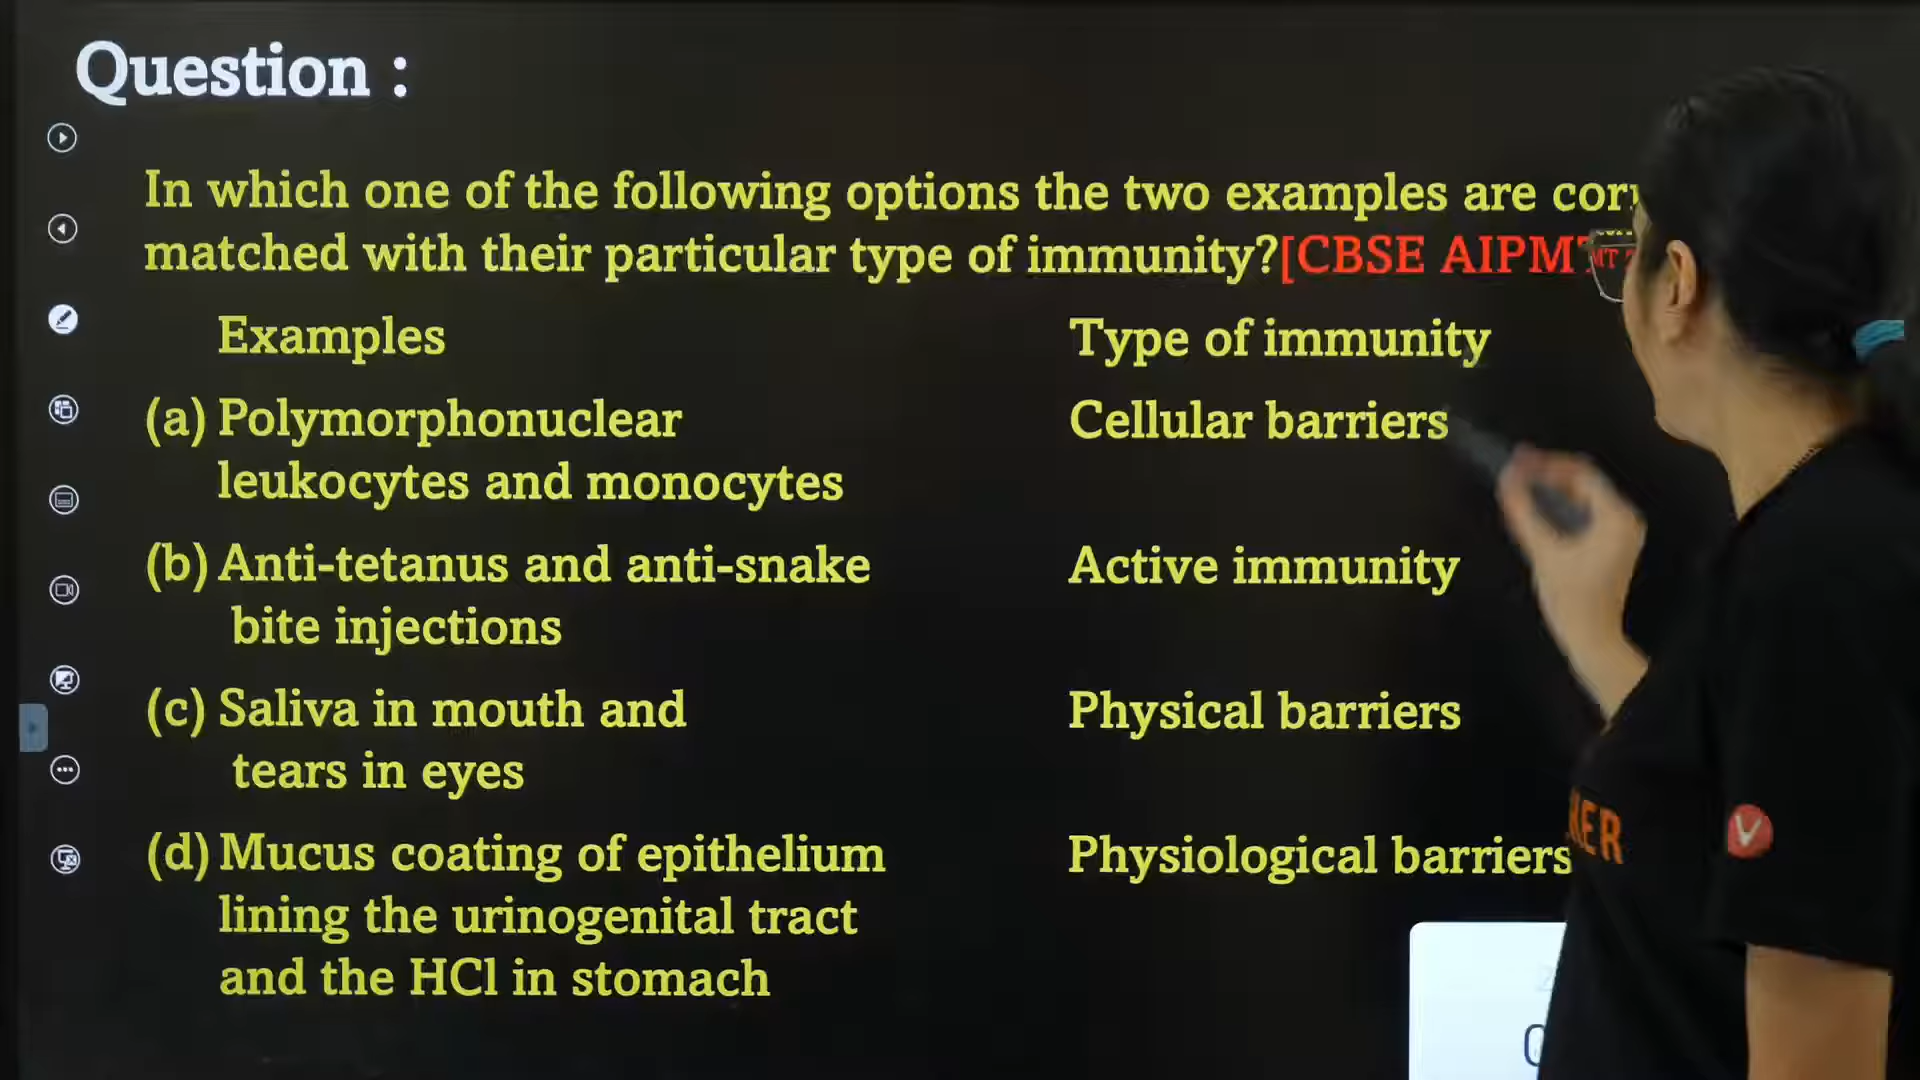 Question :
In which one of the following options the two examples are
matched with their particular type of immunity?[CBSE AIPMT
Examples Type of immunity
(a) Polymorphonuclear Cellular barriers
leukocytes and monocytes
(b) Anti-tetanus and anti-snake Active immunity
bite injections
(c) Saliva in mouth and Physical barriers
tears in eyes
(d) Mucus coating of epithelium Physiological barriers
lining the urinogenital tract
and the HCl in stomach